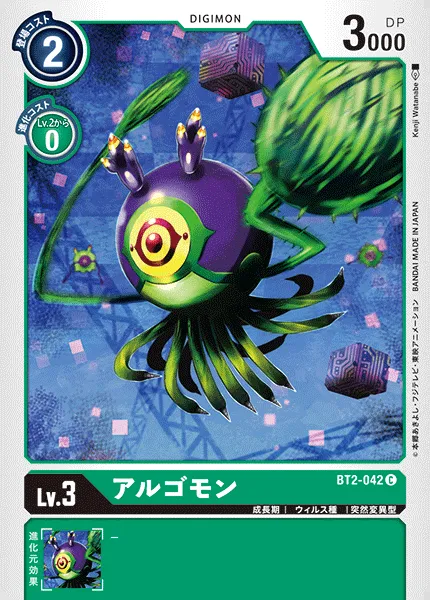 登場コスト
2
DIGIMON
DP
3000
進化コスト
Lv.2から
0
Kenji Watanabe
©本郷あきよし・フジテレビ・東映アニメーション BANDAI MADE IN JAPAN
BT2-042 C
Lv.3
アルゴモン
成長期 | ウィルス種 | 突然変異型
進化元効果
—